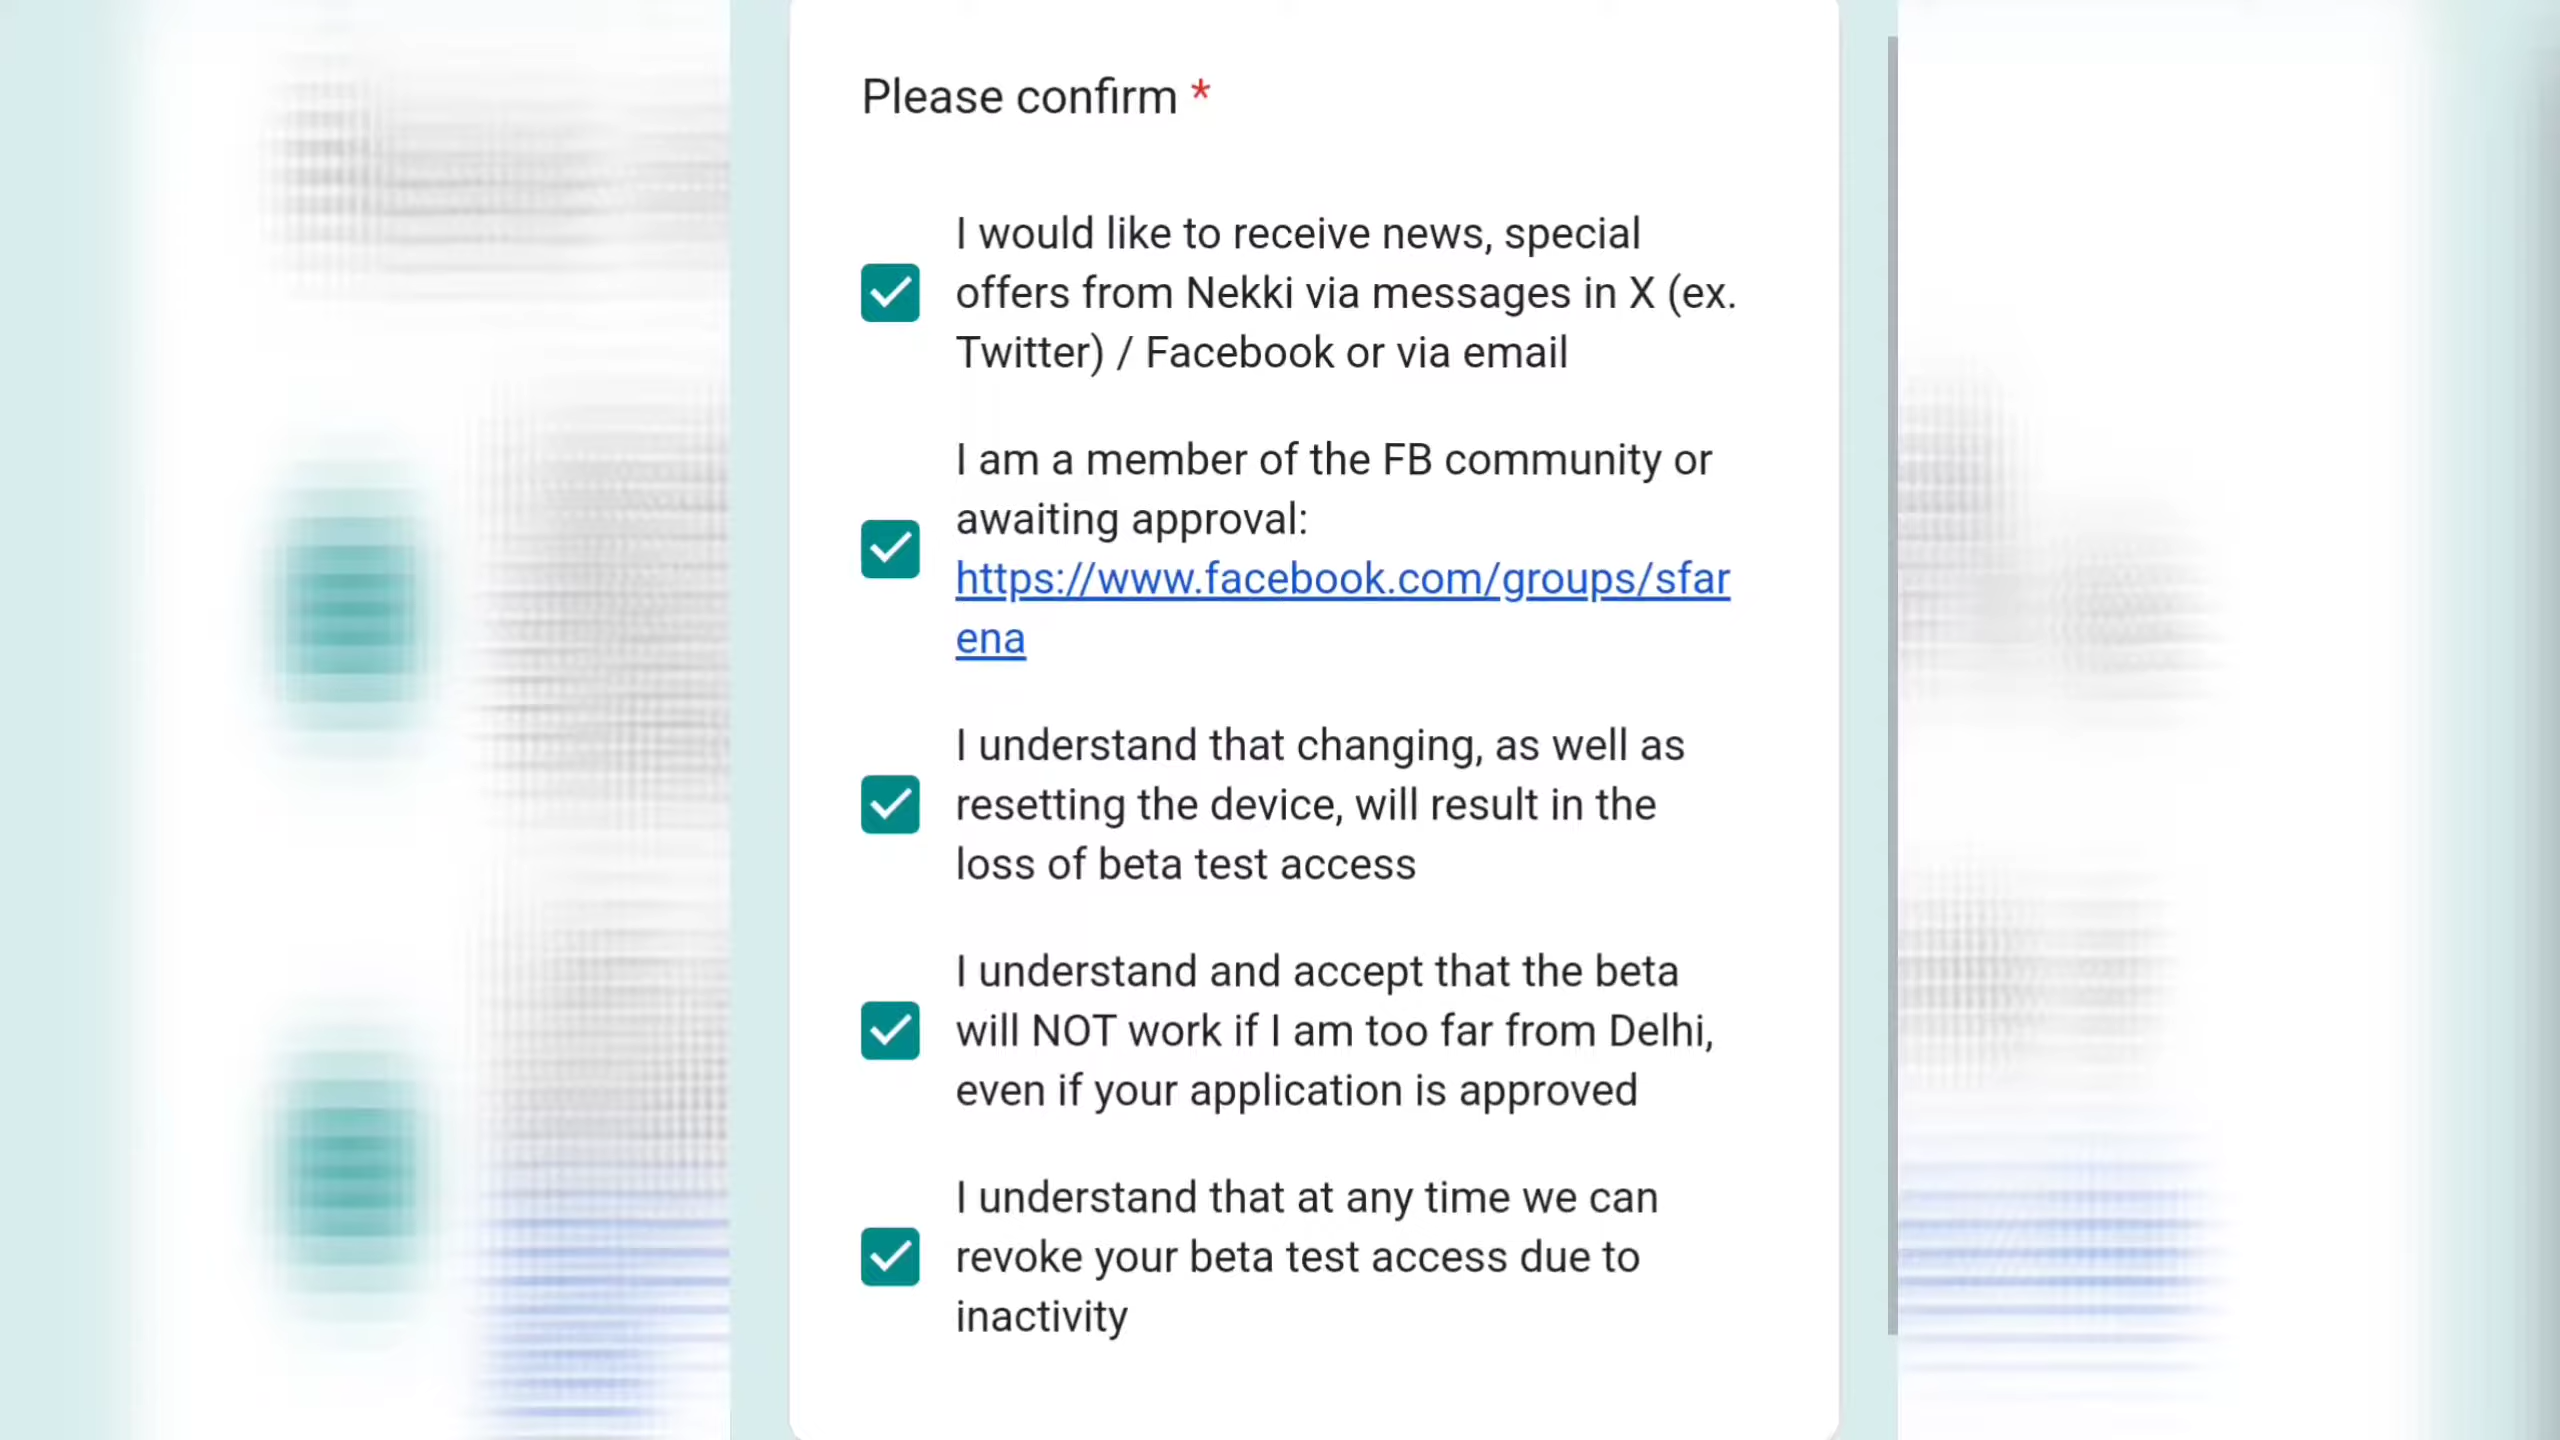 Please confirm *
I would like to receive news, special
offers from Nekki via messages in X (ex.
Twitter) / Facebook or via email
I am a member of the FB community or
awaiting approval:
https://www.facebook.com/groups/sfar
ena
I understand that changing, as well as
resetting the device, will result in the
loss of beta test access
I understand and accept that the beta
will NOT work if I am too far from Delhi,
even if your application is approved
I understand that at any time we can
revoke your beta test access due to
inactivity